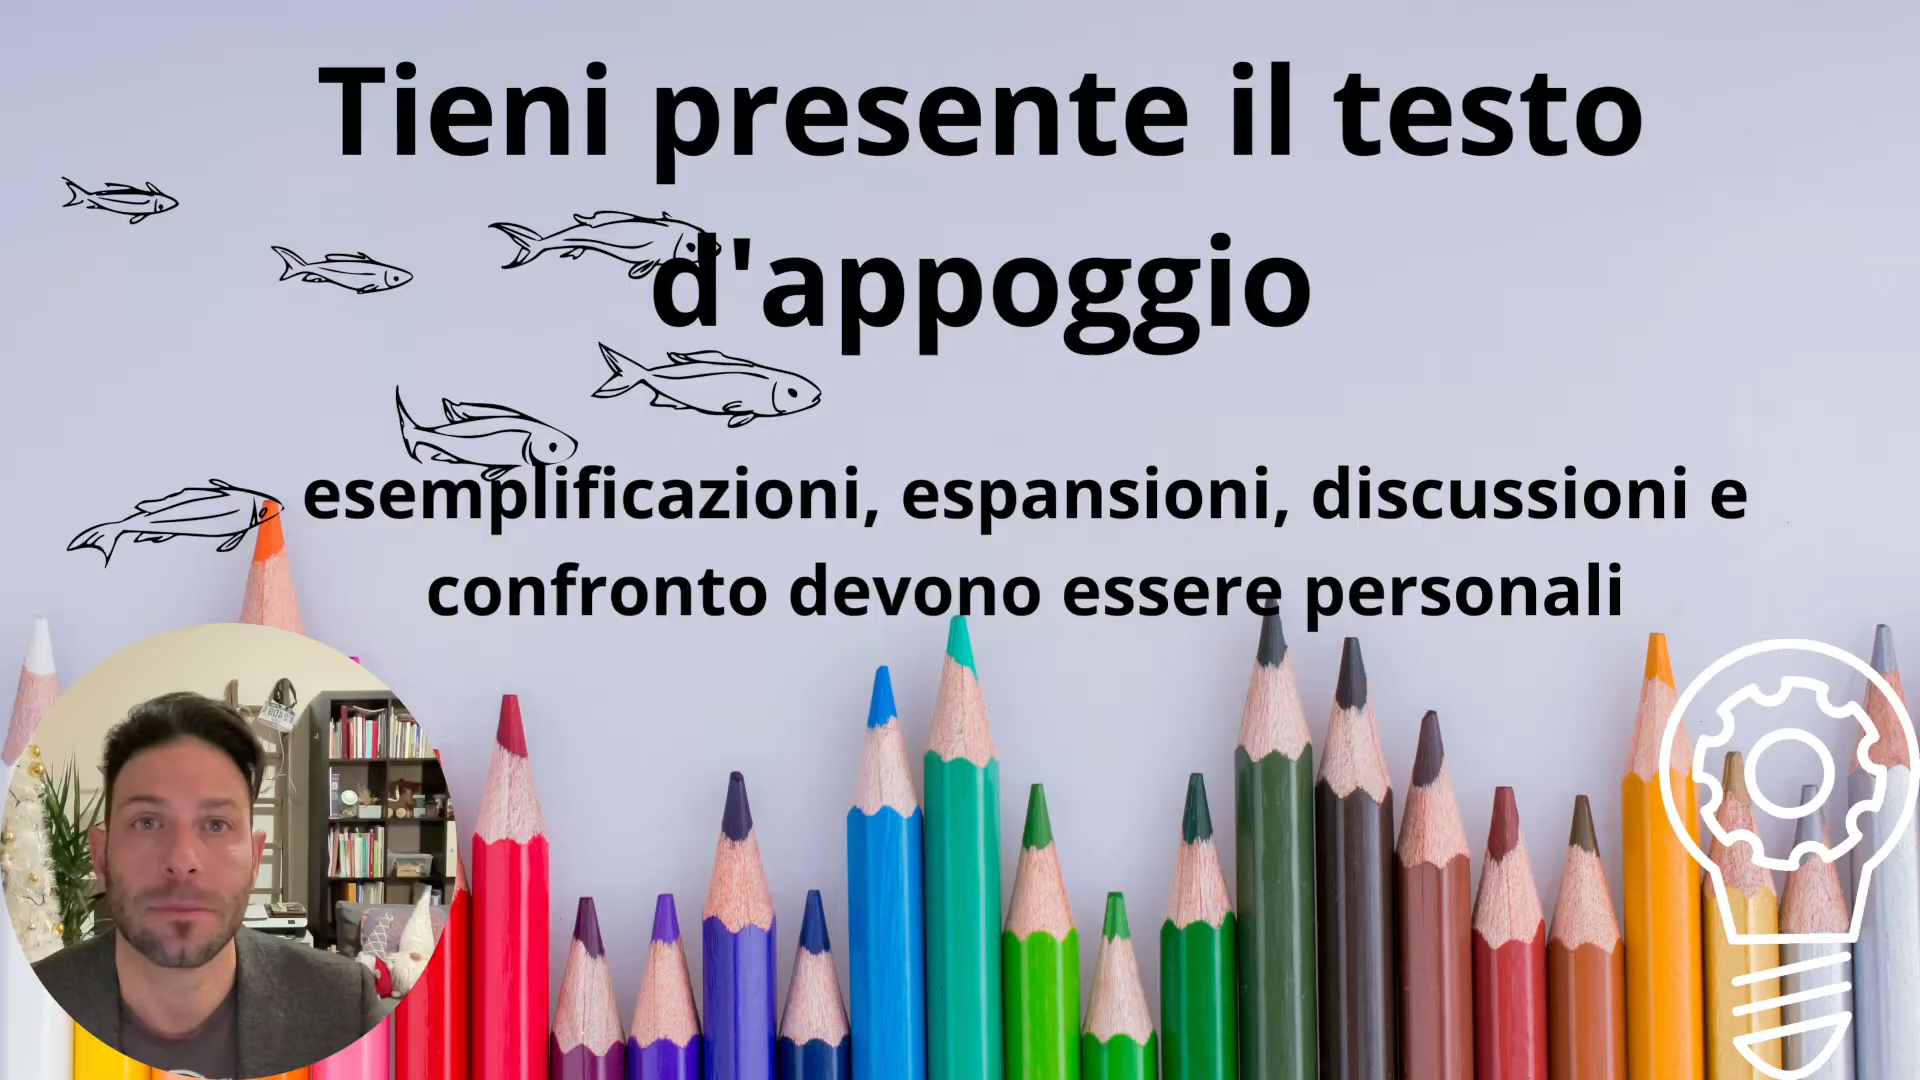 Tieni presente il testo
d'appoggio
esemplificazioni, espansioni, discussioni e
confronto devono essere personali